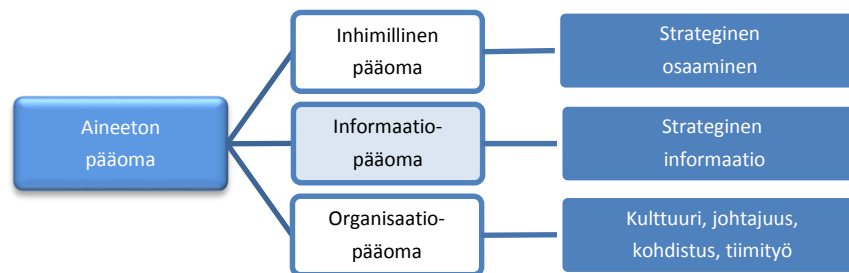 Inhimillinen
pääoma
Strateginen
osaaminen
Aineeton
pääoma
Informaatio-
pääoma
Strateginen
informaatio
Organisaatio-
pääoma
Kulttuuri, johtajuus,
kohdistus, tiimityö